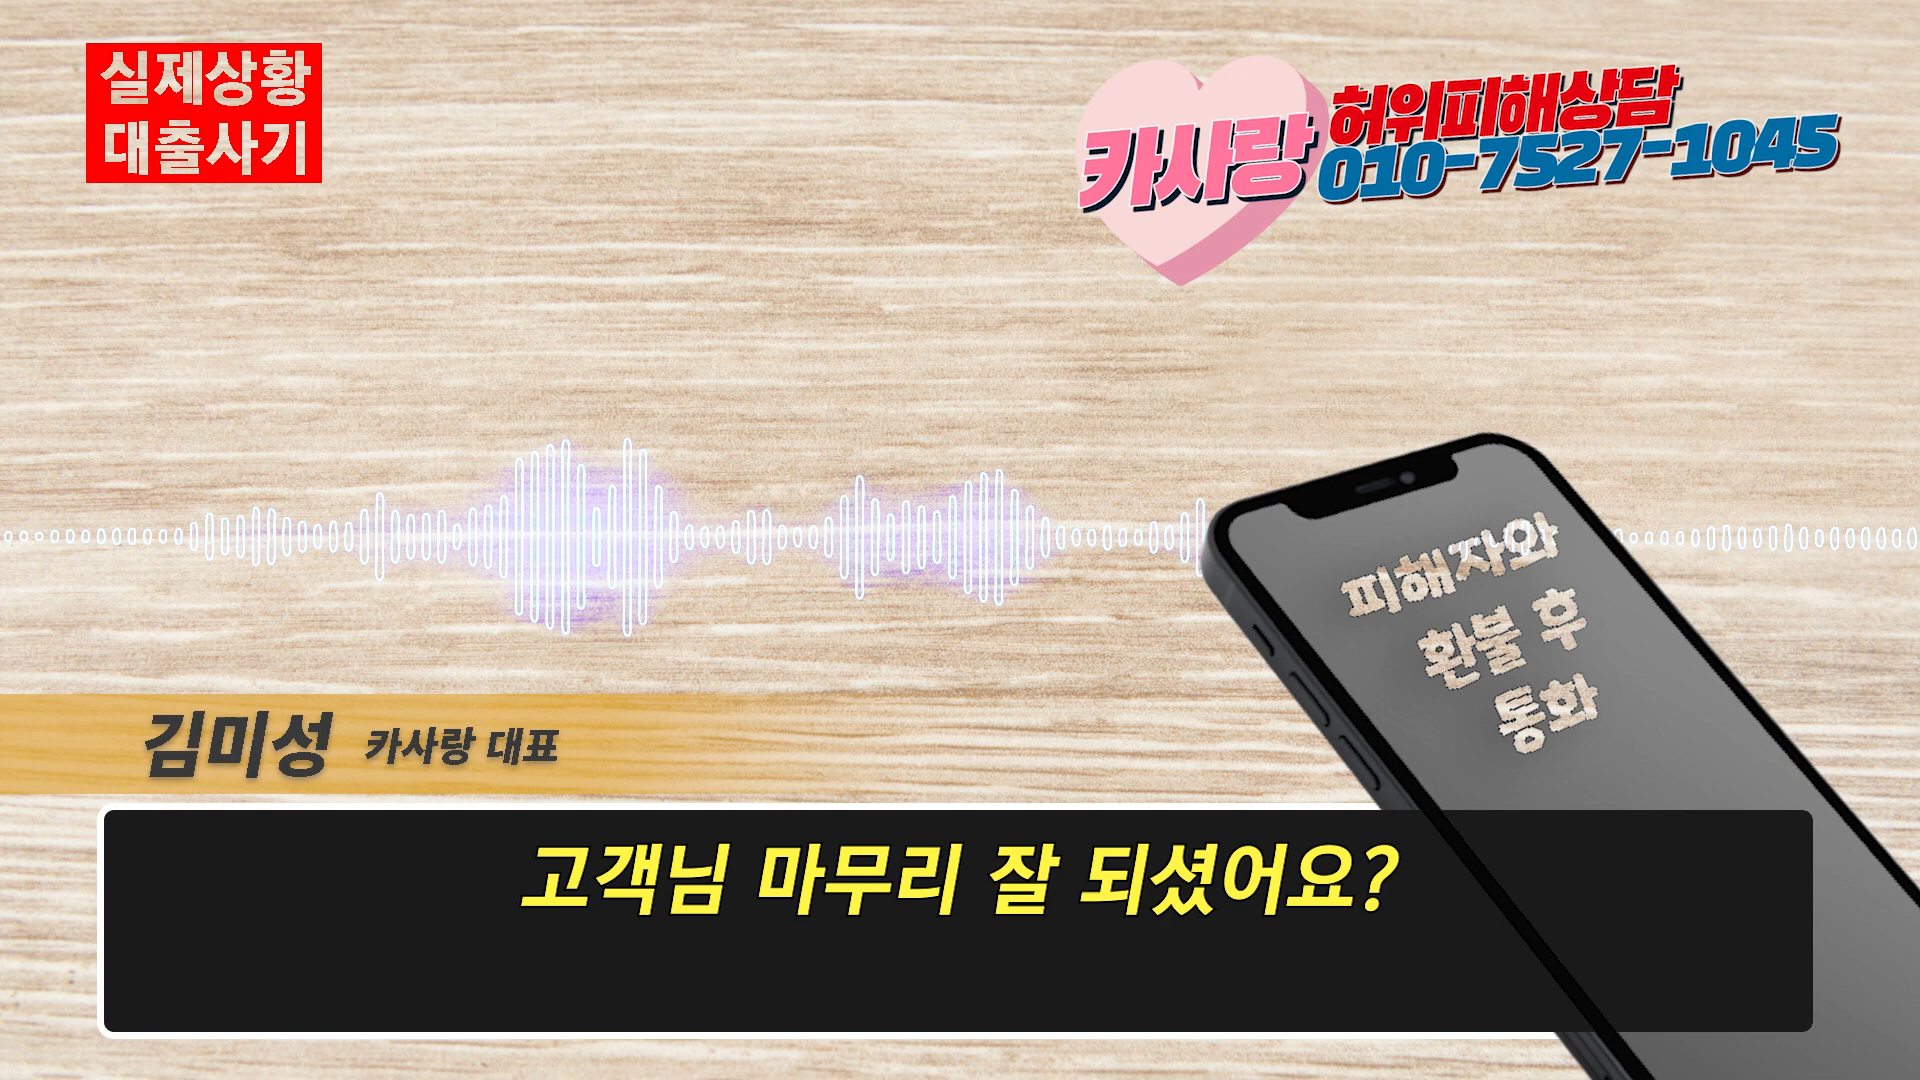 실제상황
대출사기
카사랑
허위피해상담
010-7527-1045
피해자와
환불 후
통화
김미성 카사랑 대표
고객님 마무리 잘 되셨어요?